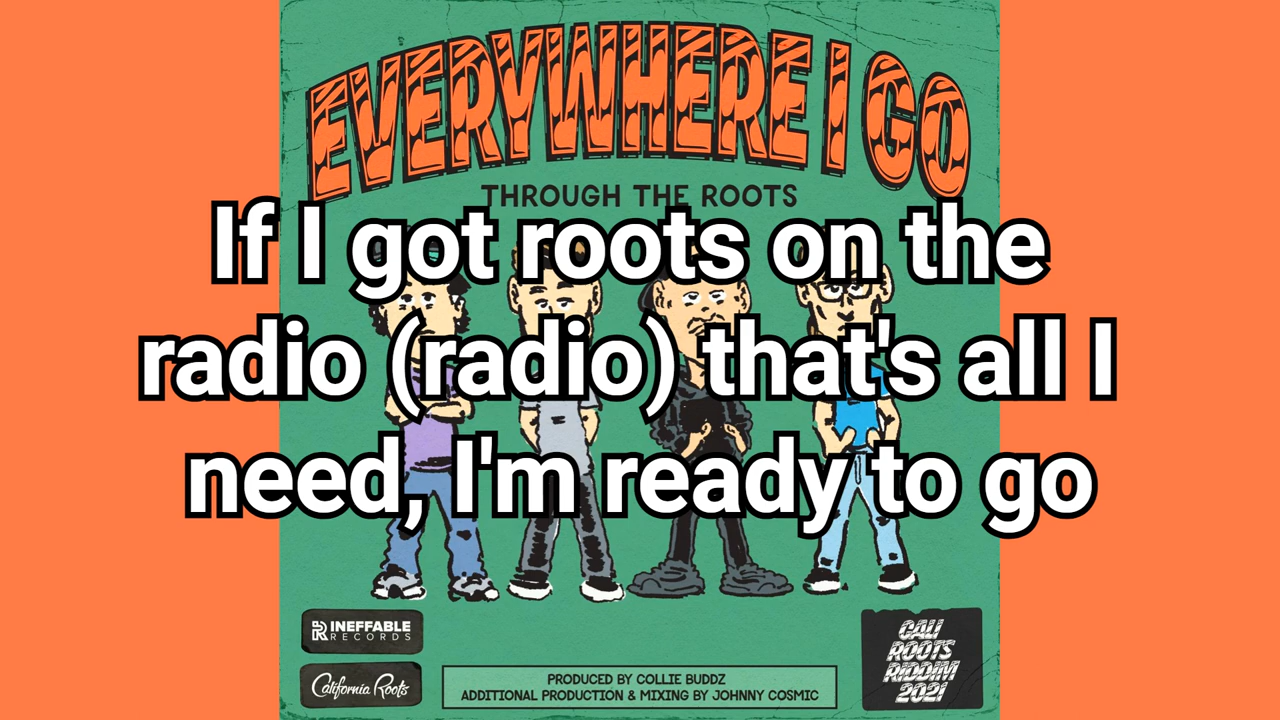 EVERYWHERE I GO
THROUGH THE ROOTS
If I got roots on the
radio (radio) that's all I
need, I'm ready to go
INEFFABLE
RECORDS
California Roots
PRODUCED BY COLLIE BUDDZ
ADDITIONAL PRODUCTION & MIXING BY JOHNNY COSMIC
CALI
ROOTS
RIDDIM
2021